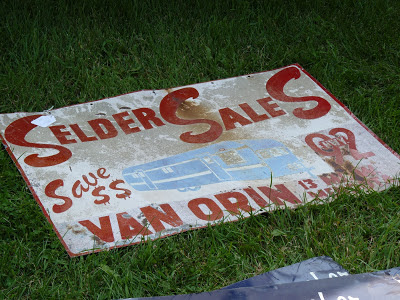 SELDER SALES
Save
$$
VAN ORIN